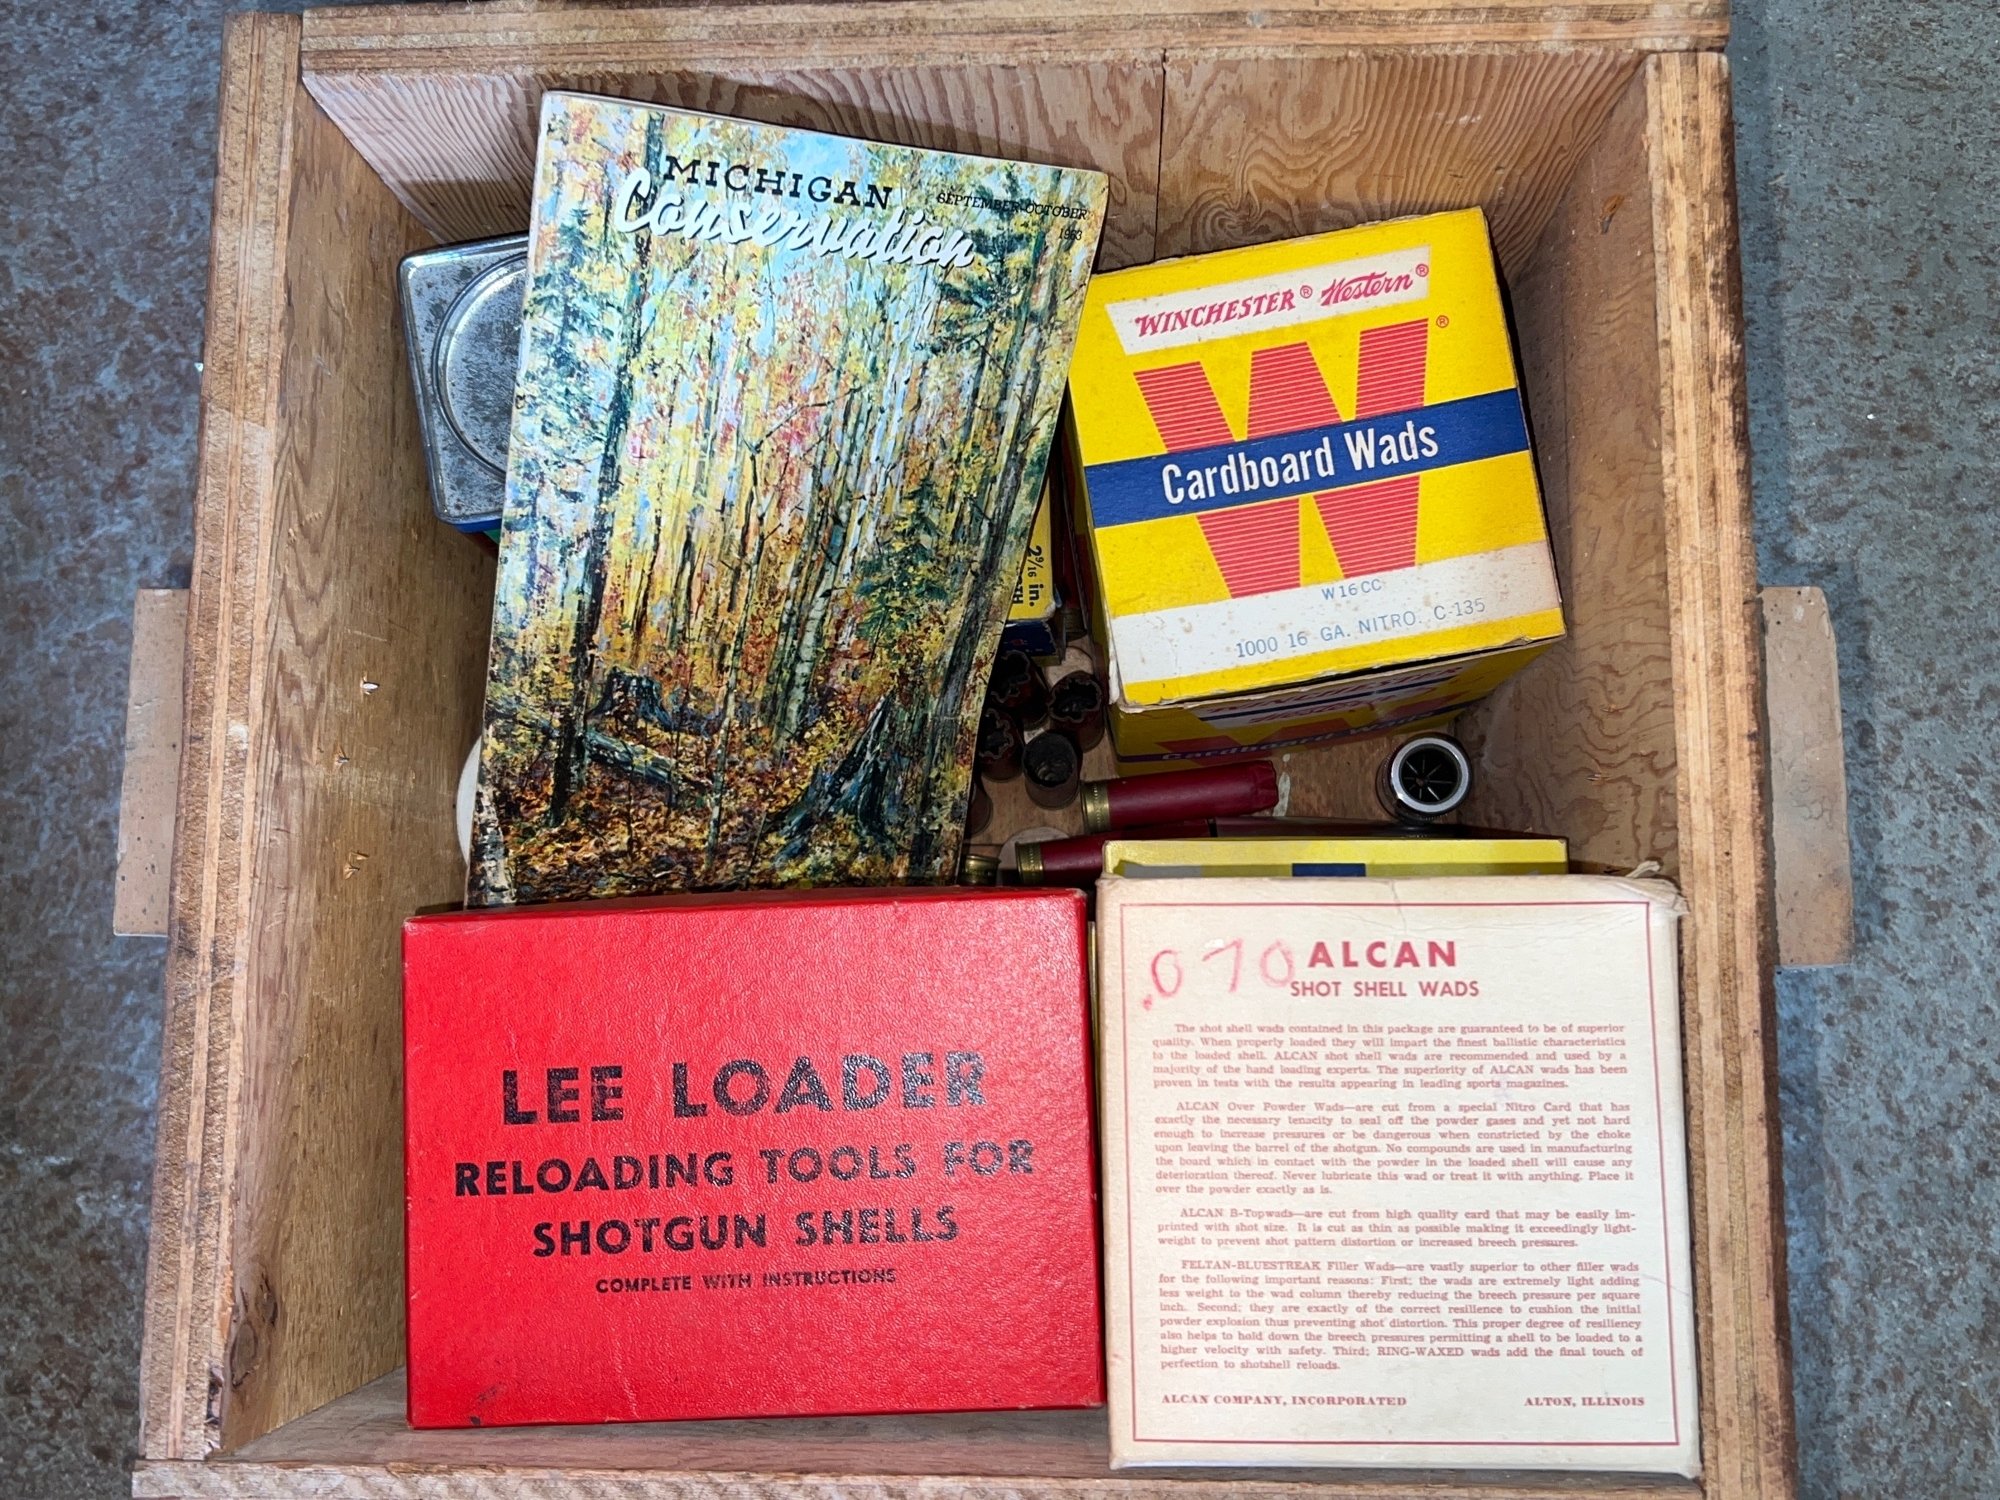 MICHIGAN
Conservation
SEPTEMBER-OCTOBER
1963
WINCHESTER® Western®
W®
Cardboard Wads
W16CC
1000 16 GA. NITRO. C-135
Cardboard Wads
2 9/16 in.
LEE LOADER
RELOADING TOOLS FOR
SHOTGUN SHELLS
COMPLETE WITH INSTRUCTIONS
.070
ALCAN
SHOT SHELL WADS
The shot shell wads contained in this package are guaranteed to be of superior
quality. When properly loaded they will impart the finest ballistic characteristics
to the loaded shell. ALCAN shot shell wads are recommended and used by a
majority of the hand loading experts. The superiority of ALCAN wads has been
proven in tests with the results appearing in leading sports magazines.
ALCAN Over Powder Wads—are cut from a special Nitro Card that has
exactly the necessary tenacity to seal off the powder gases and yet not hard
enough to increase pressures or be dangerous when constricted by the choke
upon leaving the barrel of the shotgun. No compounds are used in manufacturing
the board which in contact with the powder in the loaded shell will cause any
deterioration thereof. Never lubricate this wad or treat it with anything. Place it
over the powder exactly as is.
ALCAN B-Topwads—are cut from high quality card that may be easily im-
printed with shot size. It is cut as thin as possible making it exceedingly light-
weight to prevent shot pattern distortion or increased breech pressures.
FELTAN-BLUESTREAK Filler Wads—are vastly superior to other filler wads
for the following important reasons: First; the wads are extremely light adding
less weight to the wad column thereby reducing the breech pressure per square
inch. Second; they are exactly of the correct resilience to cushion the initial
powder explosion thus preventing shot distortion. This proper degree of resiliency
also helps to hold down the breech pressures permitting a shell to be loaded to a
higher velocity with safety. Third; RING-WAXED wads add the final touch of
perfection to shotshell reloads.
ALCAN COMPANY, INCORPORATED ALTON, ILLINOIS